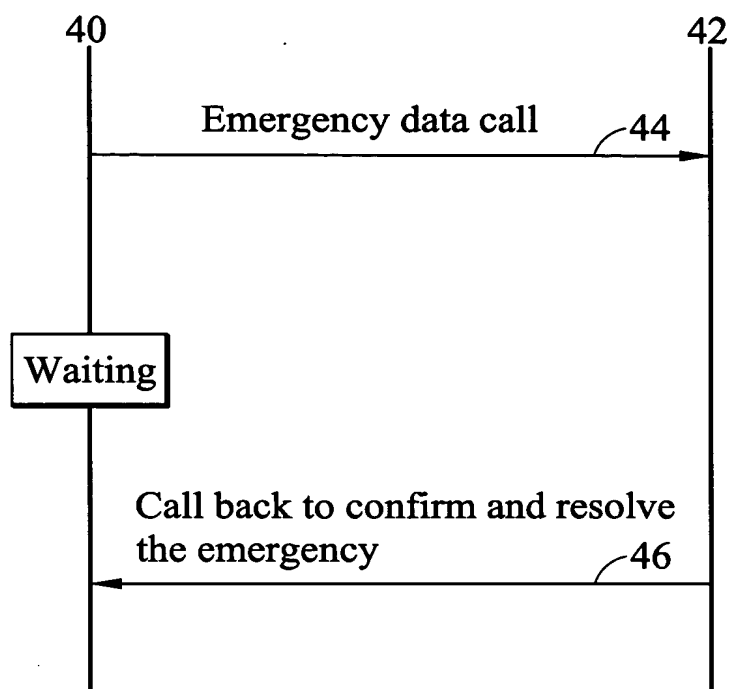 40
42
Emergency data call
44
Waiting
Call back to confirm and resolve
the emergency
46